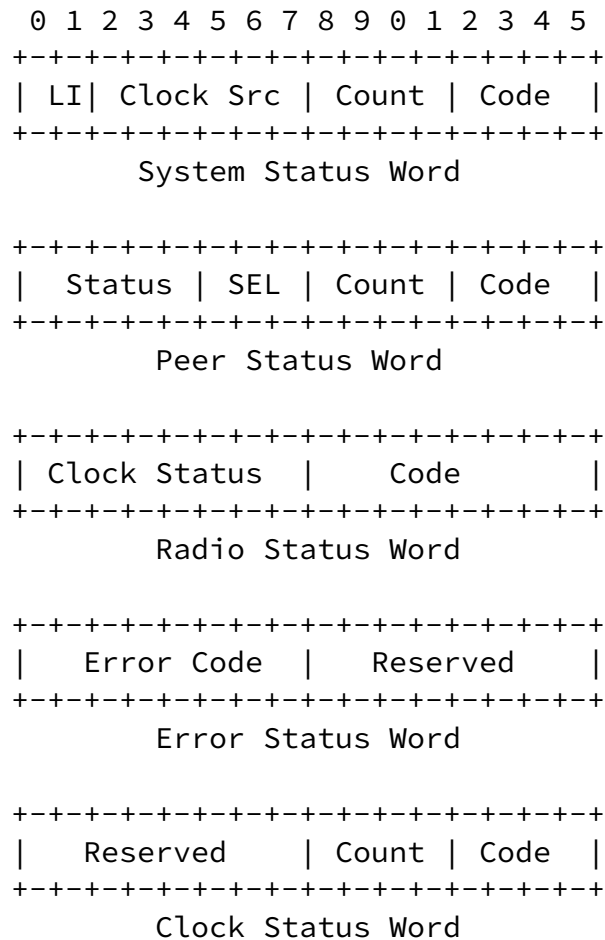 0 1 2 3 4 5 6 7 8 9 0 1 2 3 4 5
+-+-+-+-+-+-+-+-+-+-+-+-+-+-+-+-+
| LI| Clock Src | Count | Code  |
+-+-+-+-+-+-+-+-+-+-+-+-+-+-+-+-+
       System Status Word

+-+-+-+-+-+-+-+-+-+-+-+-+-+-+-+-+
|  Status | SEL | Count | Code  |
+-+-+-+-+-+-+-+-+-+-+-+-+-+-+-+-+
        Peer Status Word

+-+-+-+-+-+-+-+-+-+-+-+-+-+-+-+-+
| Clock Status  |    Code       |
+-+-+-+-+-+-+-+-+-+-+-+-+-+-+-+-+
        Radio Status Word

+-+-+-+-+-+-+-+-+-+-+-+-+-+-+-+-+
|   Error Code  |   Reserved    |
+-+-+-+-+-+-+-+-+-+-+-+-+-+-+-+-+
        Error Status Word

+-+-+-+-+-+-+-+-+-+-+-+-+-+-+-+-+
|   Reserved    | Count | Code  |
+-+-+-+-+-+-+-+-+-+-+-+-+-+-+-+-+
        Clock Status Word